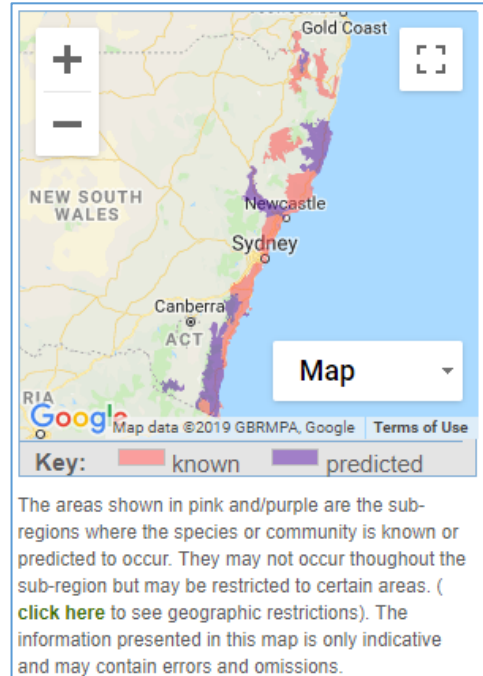 Gold Coast
+
−
NEW SOUTH
WALES
Newcastle
Sydney
Canberra
ACT
Map
RIA
Google
Map data ©2019 GBRMPA, Google Terms of Use
Key: known predicted
The areas shown in pink and/purple are the sub-
regions where the species or community is known or
predicted to occur. They may not occur thoughout the
sub-region but may be restricted to certain areas. (
click here to see geographic restrictions). The
information presented in this map is only indicative
and may contain errors and omissions.